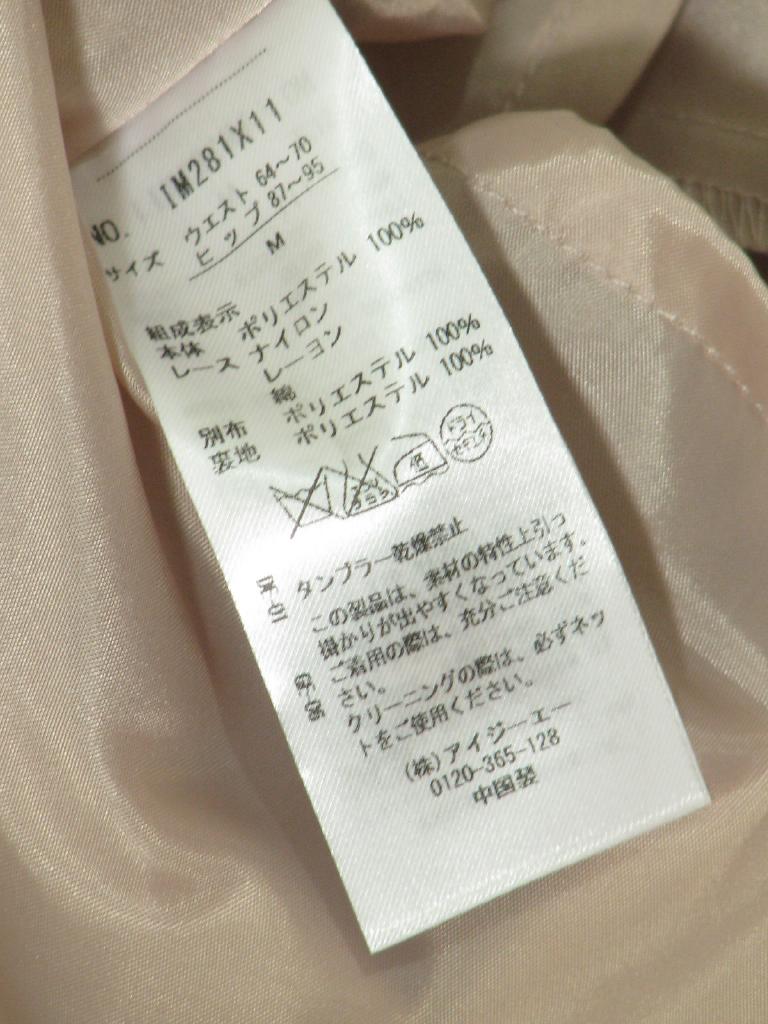 NO. IM281X11
サイズ ウエスト 64～70
ヒップ 87～95
M
組成表示
本体 ポリエステル 100%
レース ナイロン
レーヨン
綿
別布 ポリエステル 100%
裏地 ポリエステル 100%
低
ドライ
セキユ系
タンブラー乾燥禁止
この製品は、素材の特性上引っ
掛かりが出やすくなっています。
ご着用の際は、充分ご注意くだ
さい。
クリーニングの際は、必ずネッ
トをご使用ください。
(株)アイジーエー
0120-365-128
中国製